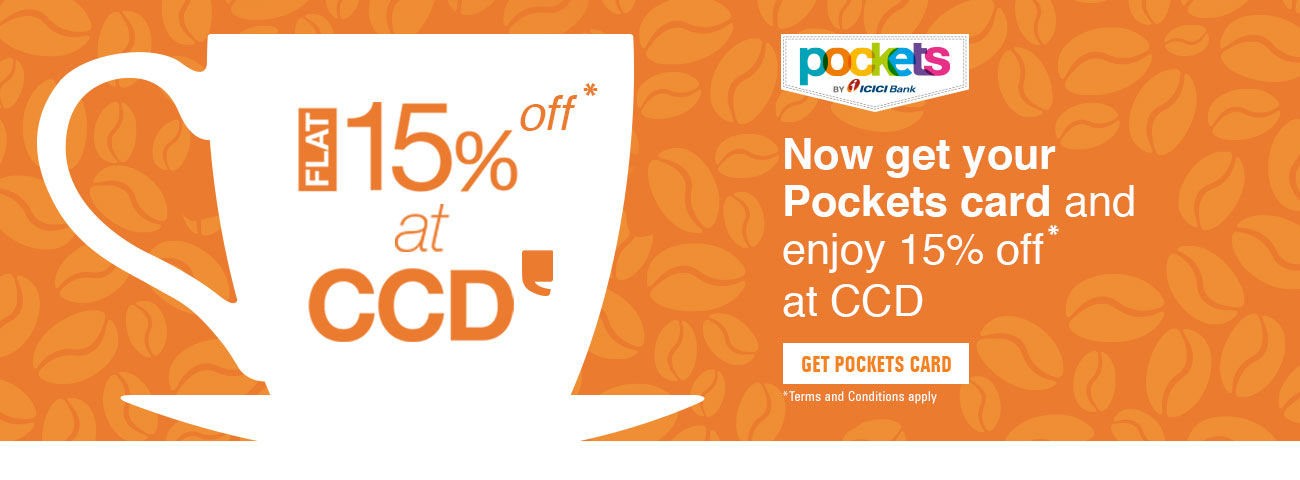 FLAT 15% off*
at
CCD’
pockets
BY ICICI Bank
Now get your
Pockets card and
enjoy 15% off*
at CCD
GET POCKETS CARD
*Terms and Conditions apply